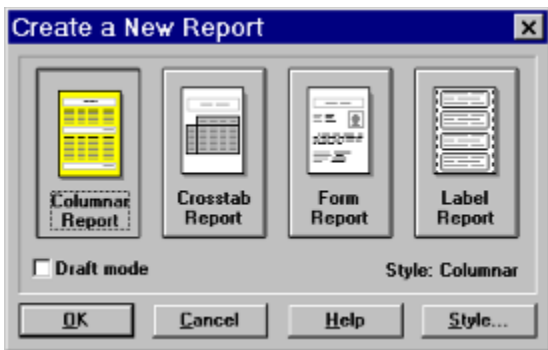 Create a New Report
Columnar Report
Crosstab Report
Form Report
Label Report
Draft mode
Style: Columnar
OK
Cancel
Help
Style...